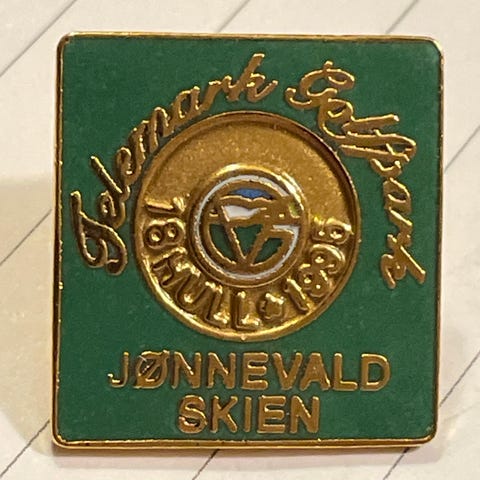 Telemark Golfpark
18 HULL 1996
JØNNEVALD
SKIEN